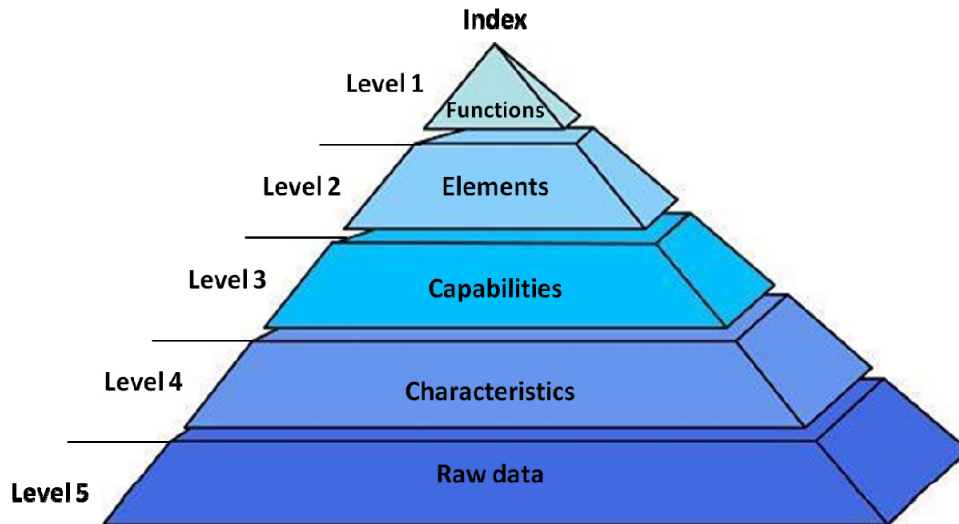 Index
Level 1
Functions
Level 2
Elements
Level 3
Capabilities
Level 4
Characteristics
Level 5
Raw data